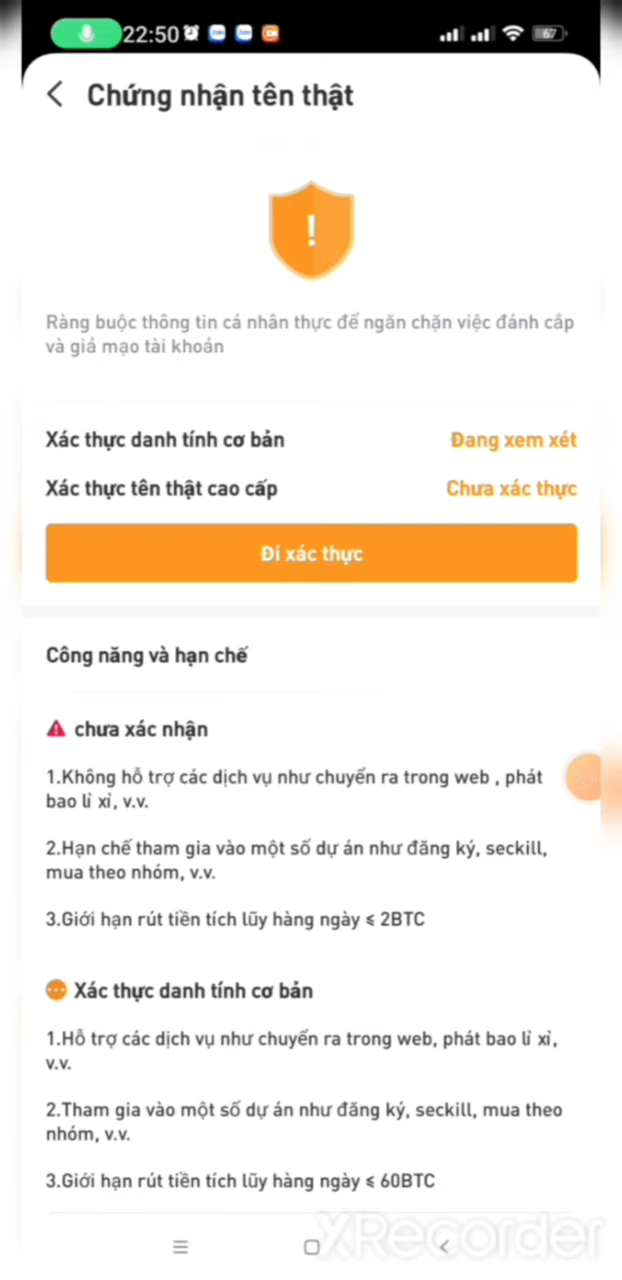 22:50
67
Chứng nhận tên thật
!
Ràng buộc thông tin cá nhân thực để ngăn chặn việc đánh cắp
và giả mạo tài khoản
Xác thực danh tính cơ bản Đang xem xét
Xác thực tên thật cao cấp Chưa xác thực
Đi xác thực
Công năng và hạn chế
chưa xác nhận
1.Không hỗ trợ các dịch vụ như chuyển ra trong web , phát
bao lì xì, v.v.
2.Hạn chế tham gia vào một số dự án như đăng ký, seckill,
mua theo nhóm, v.v.
3.Giới hạn rút tiền tích lũy hàng ngày ≤ 2BTC
Xác thực danh tính cơ bản
1.Hỗ trợ các dịch vụ như chuyển ra trong web, phát bao lì xì,
v.v.
2.Tham gia vào một số dự án như đăng ký, seckill, mua theo
nhóm, v.v.
3.Giới hạn rút tiền tích lũy hàng ngày ≤ 60BTC
XRecorder